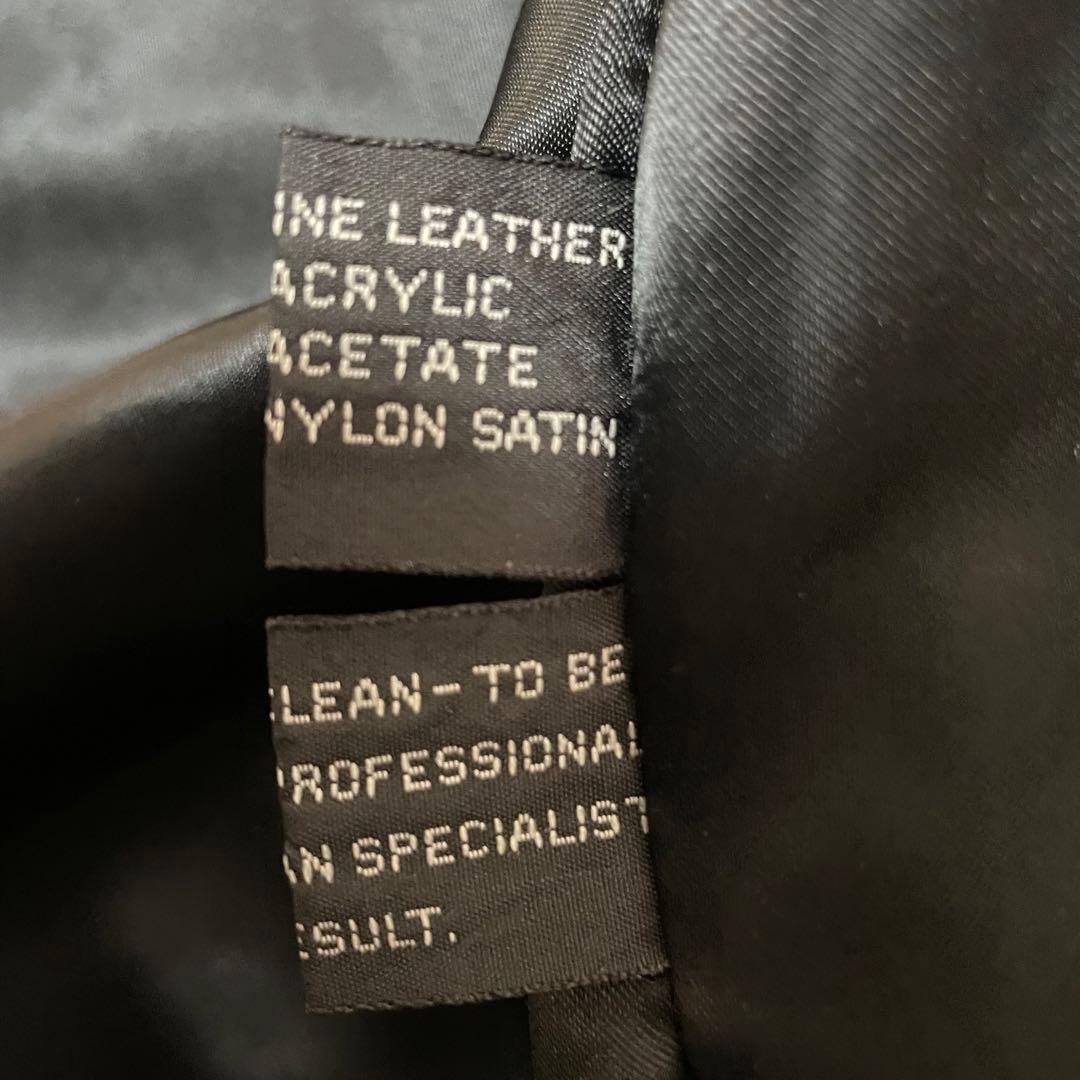 INE LEATHER
ACRYLIC
ACETATE
NYLON SATIN
CLEAN-TO BE
PROFESSIONAL
AN SPECIALIST
ESULT.